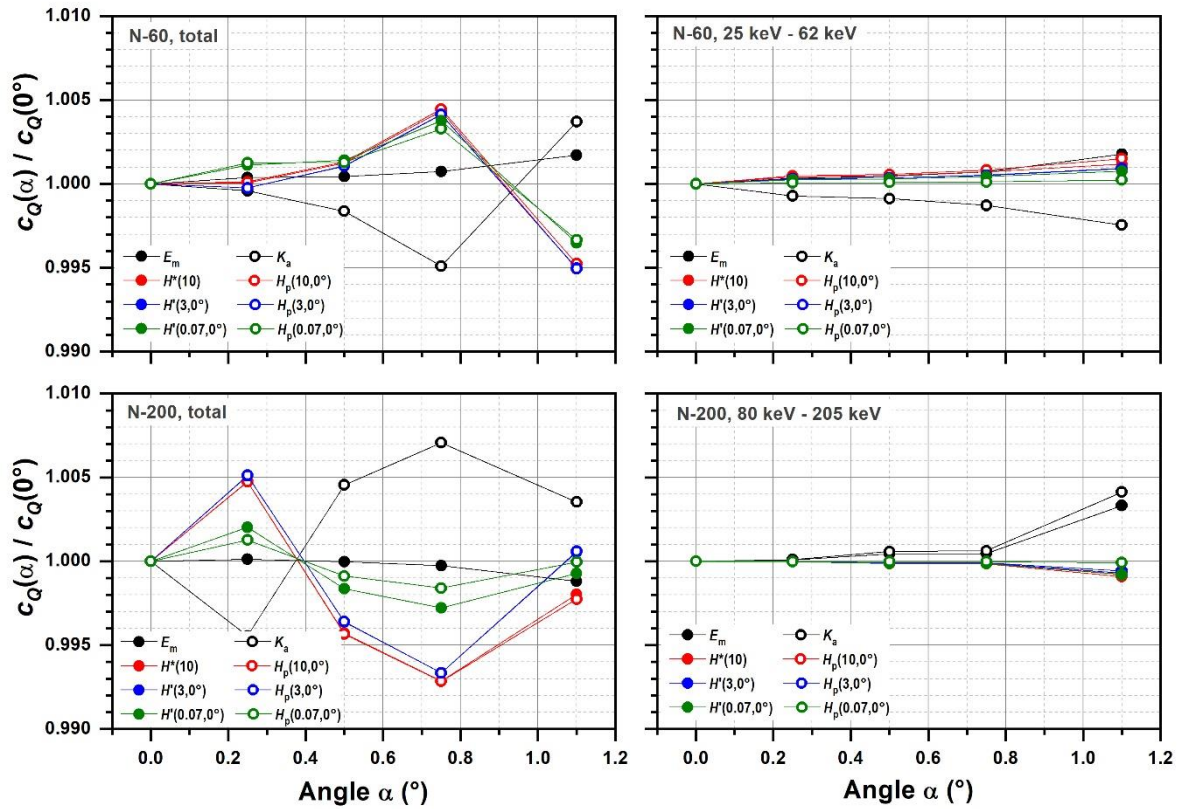 N-60, total
1.010
1.005
1.000
0.995
0.990
c_Q(α) / c_Q(0°)
E_m K_a
H*(10) H_p(10,0°)
H'(3,0°) H_p(3,0°)
H'(0.07,0°) H_p(0.07,0°)
N-60, 25 keV - 62 keV
E_m K_a
H*(10) H_p(10,0°)
H'(3,0°) H_p(3,0°)
H'(0.07,0°) H_p(0.07,0°)
N-200, total
1.010
1.005
1.000
0.995
0.990
c_Q(α) / c_Q(0°)
E_m K_a
H*(10) H_p(10,0°)
H'(3,0°) H_p(3,0°)
H'(0.07,0°) H_p(0.07,0°)
0.0 0.2 0.4 0.6 0.8 1.0 1.2
Angle α (°)
N-200, 80 keV - 205 keV
E_m K_a
H*(10) H_p(10,0°)
H'(3,0°) H_p(3,0°)
H'(0.07,0°) H_p(0.07,0°)
0.0 0.2 0.4 0.6 0.8 1.0 1.2
Angle α (°)